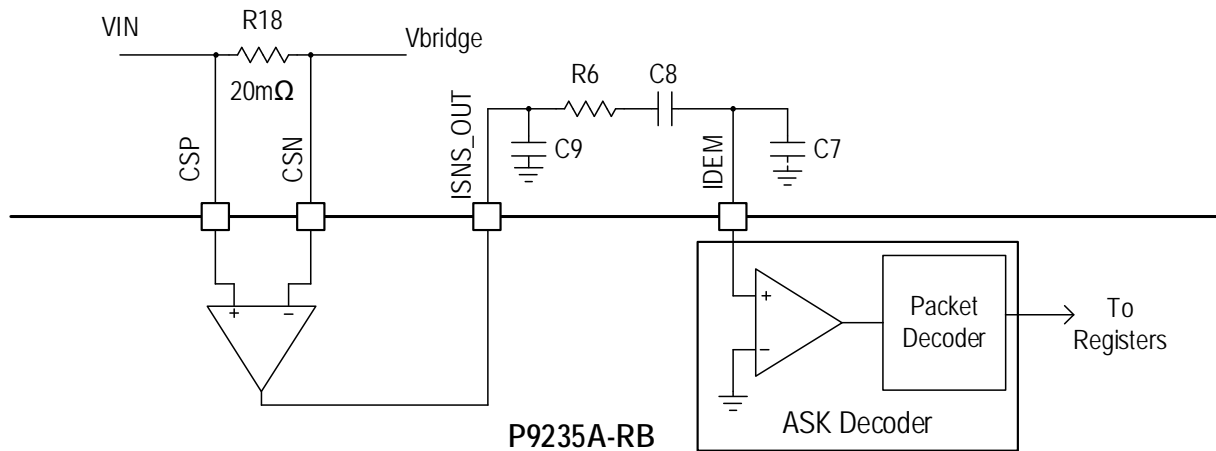 VIN
R18
Vbridge
20mΩ
CSP
CSN
ISNS_OUT
R6
C8
C9
IDEM
C7
+
−
+
−
Packet
Decoder
To
Registers
ASK Decoder
P9235A-RB